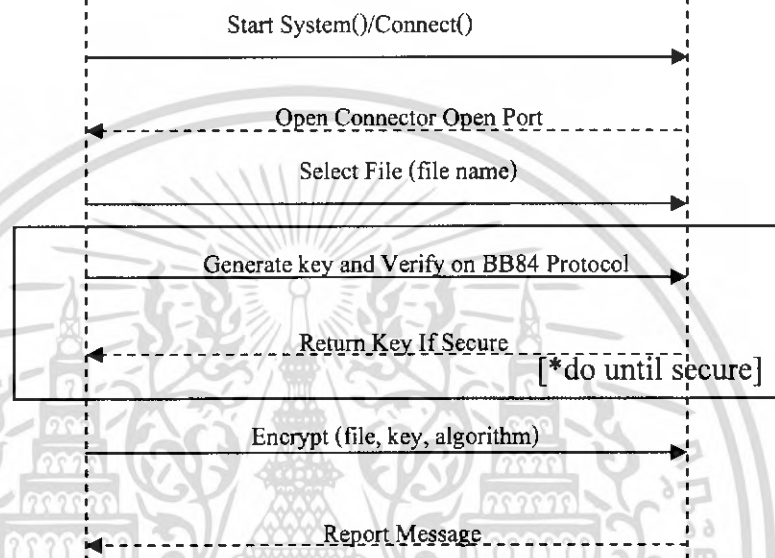 Start System()/Connect()
Open Connector Open Port
Select File (file name)
Generate key and Verify on BB84 Protocol
Return Key If Secure
[*do until secure]
Encrypt (file, key, algorithm)
Report Message